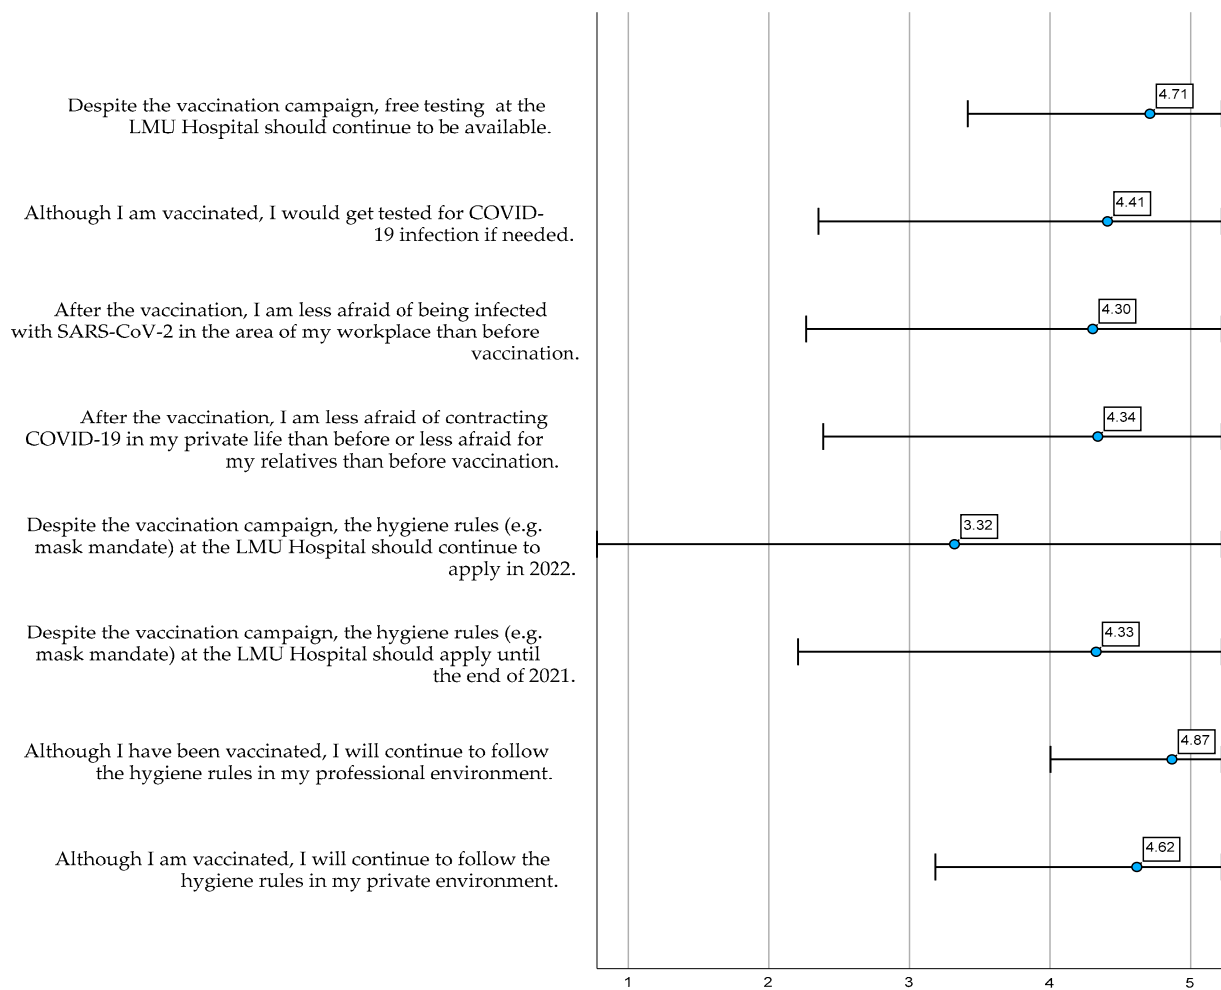 Despite the vaccination campaign, free testing at the
LMU Hospital should continue to be available.
4.71
Although I am vaccinated, I would get tested for COVID-
19 infection if needed.
4.41
After the vaccination, I am less afraid of being infected
with SARS-CoV-2 in the area of my workplace than before
vaccination.
4.30
After the vaccination, I am less afraid of contracting
COVID-19 in my private life than before or less afraid for
my relatives than before vaccination.
4.34
Despite the vaccination campaign, the hygiene rules (e.g.
mask mandate) at the LMU Hospital should continue to
apply in 2022.
3.32
Despite the vaccination campaign, the hygiene rules (e.g.
mask mandate) at the LMU Hospital should apply until
the end of 2021.
4.33
Although I have been vaccinated, I will continue to follow
the hygiene rules in my professional environment.
4.87
Although I am vaccinated, I will continue to follow the
hygiene rules in my private environment.
4.62
1 2 3 4 5